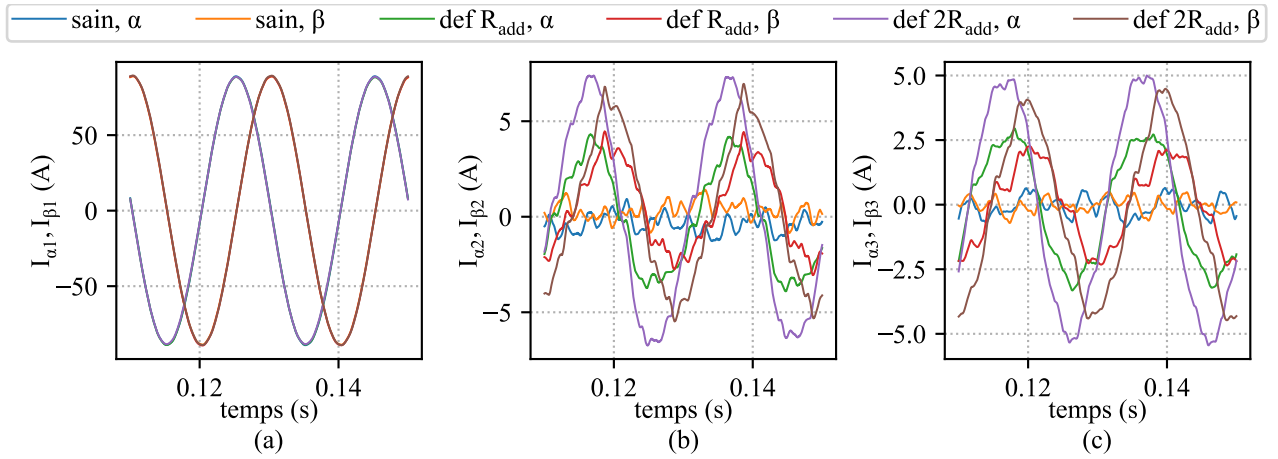 sain, α sain, β def R_add, α def R_add, β def 2R_add, α def 2R_add, β
I_α1, I_β1 (A)
50
0
−50
0.12 0.14
temps (s)
(a)
I_α2, I_β2 (A)
5
0
−5
0.12 0.14
temps (s)
(b)
I_α3, I_β3 (A)
5.0
2.5
0.0
−2.5
−5.0
0.12 0.14
temps (s)
(c)